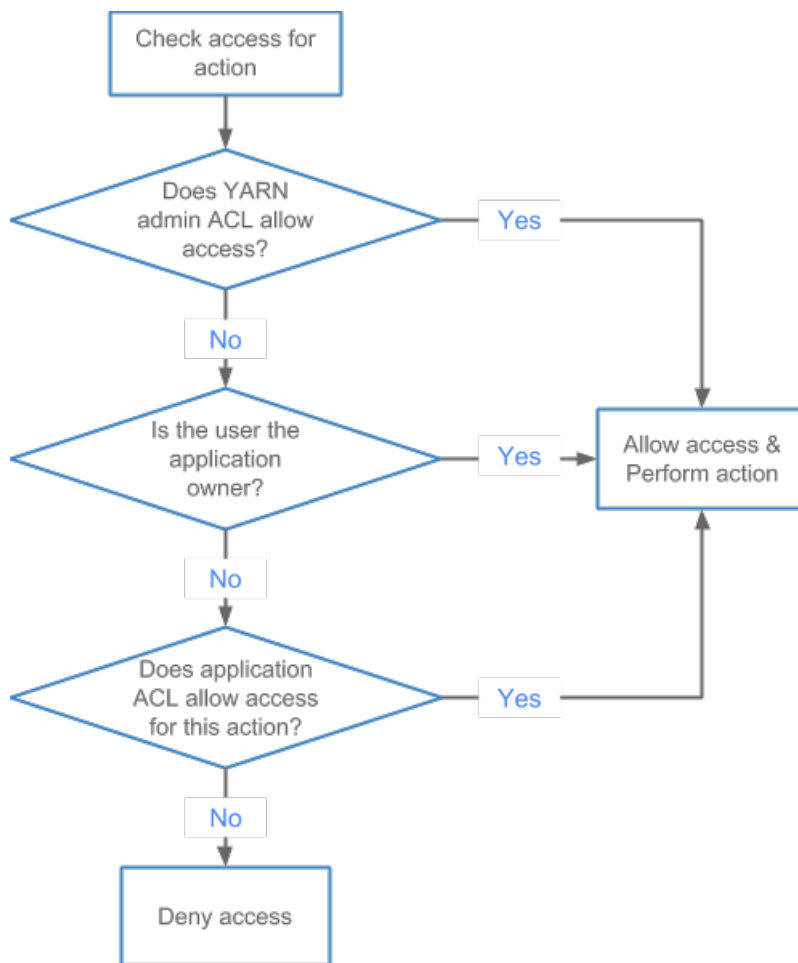 Check access for
action
Does YARN
admin ACL allow
access?
Yes
No
Is the user the
application
owner?
Yes
Allow access &
Perform action
No
Does application
ACL allow access
for this action?
Yes
No
Deny access